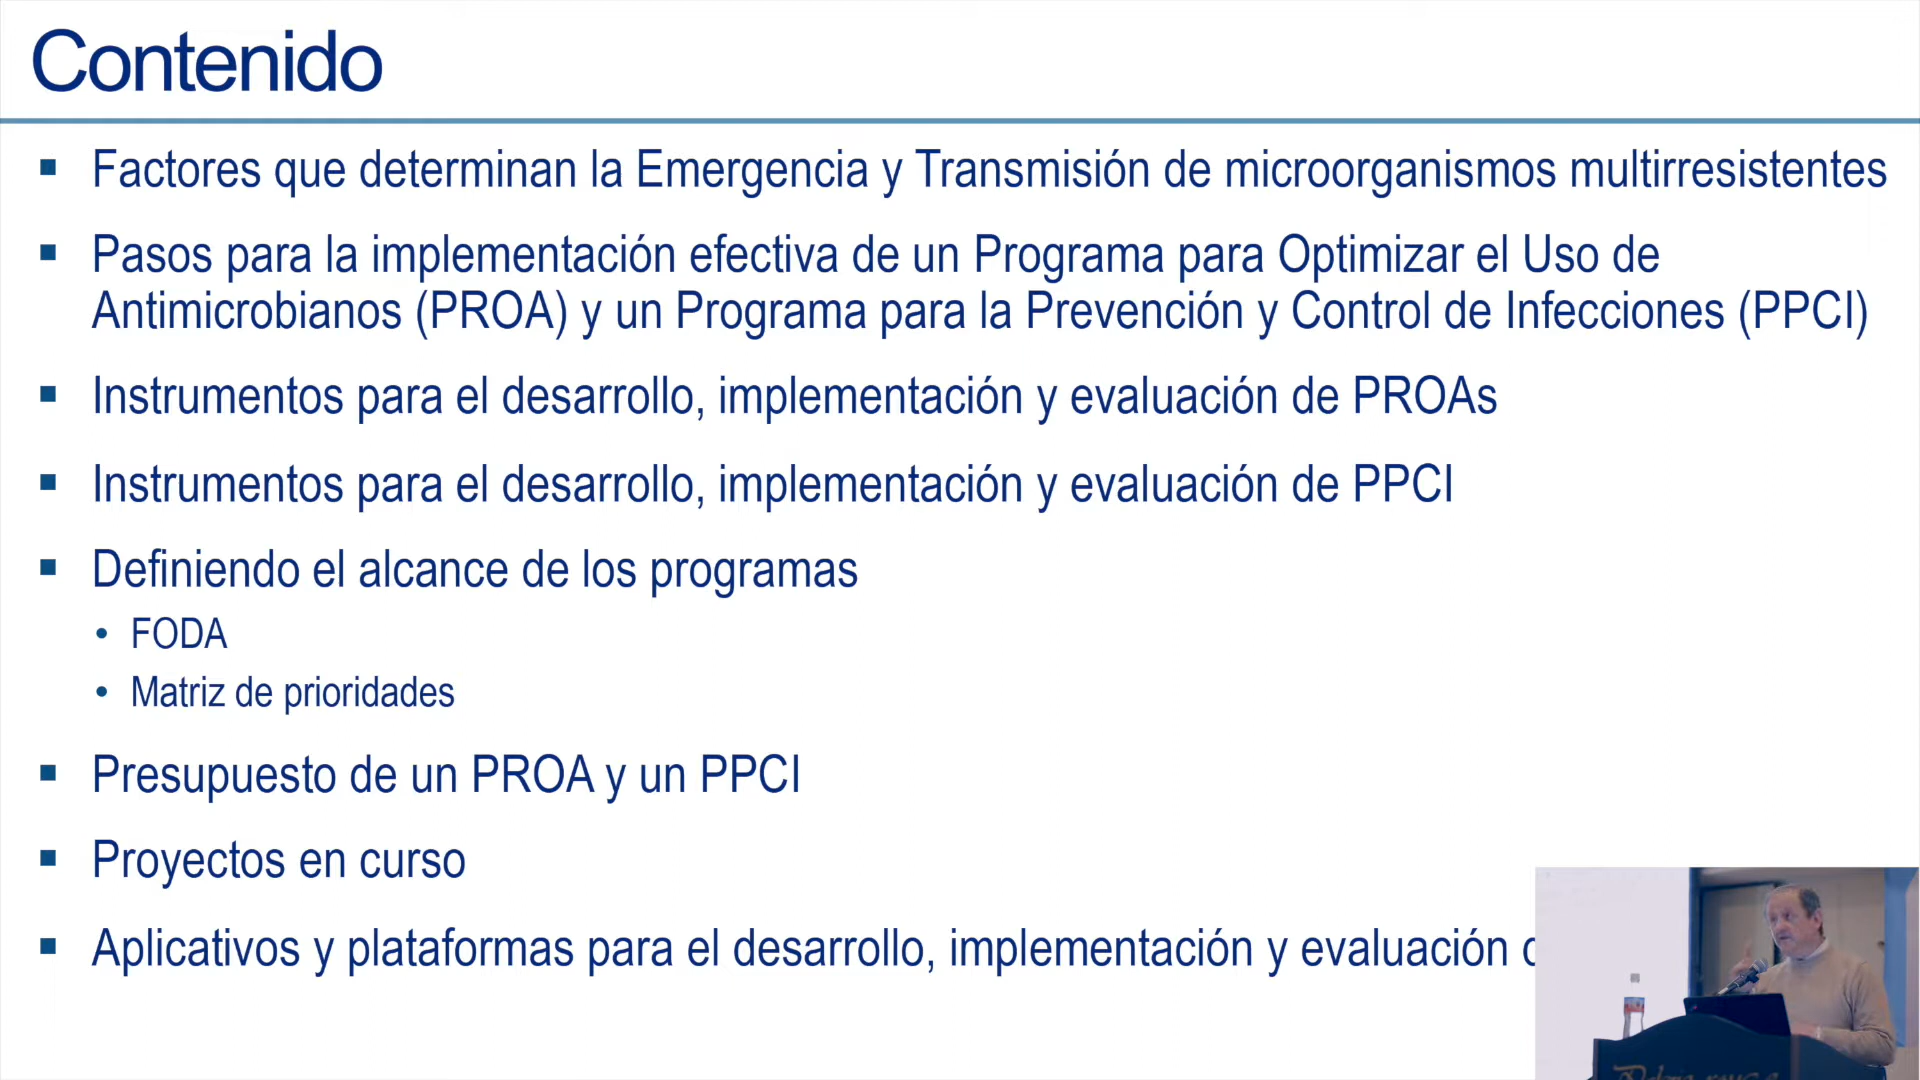 Contenido
Factores que determinan la Emergencia y Transmisión de microorganismos multirresistentes
Pasos para la implementación efectiva de un Programa para Optimizar el Uso de
Antimicrobianos (PROA) y un Programa para la Prevención y Control de Infecciones (PPCI)
Instrumentos para el desarrollo, implementación y evaluación de PROAs
Instrumentos para el desarrollo, implementación y evaluación de PPCI
Definiendo el alcance de los programas
FODA
Matriz de prioridades
Presupuesto de un PROA y un PPCI
Proyectos en curso
Aplicativos y plataformas para el desarrollo, implementación y evaluación